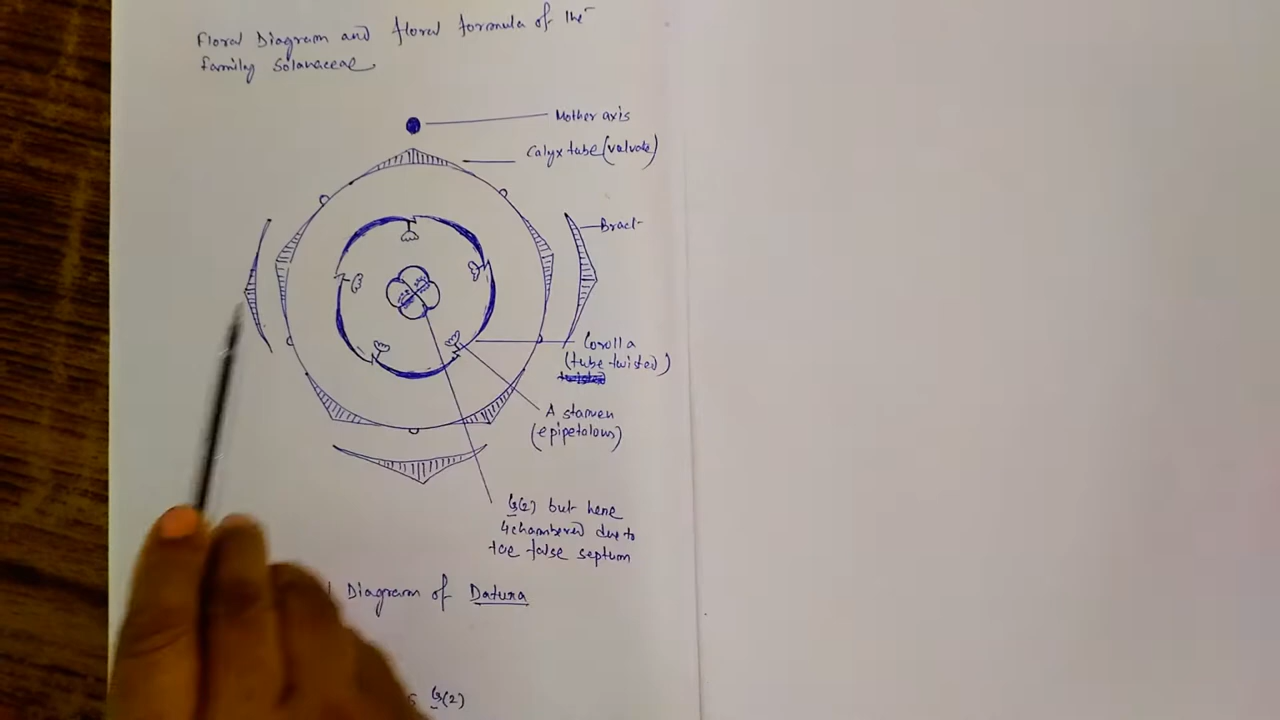 Floral Diagram and floral formula of the
family Solanaceae.
Mother axis
Calyx tube (valvate)
Bract
Corolla
(tube twisted)
A stamen
(epipetalous)
G(2) but here
4 chambered due to
the false septum
Diagram of Datura
G(2)